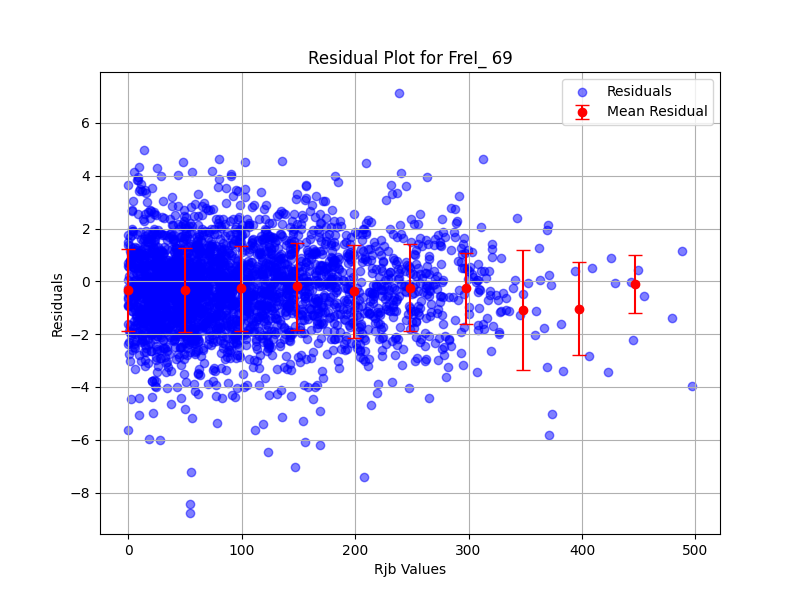 Residual Plot for FreI_ 69
Residuals
Mean Residual
6
4
2
0
−2
−4
−6
−8
Residuals
0 100 200 300 400 500
Rjb Values